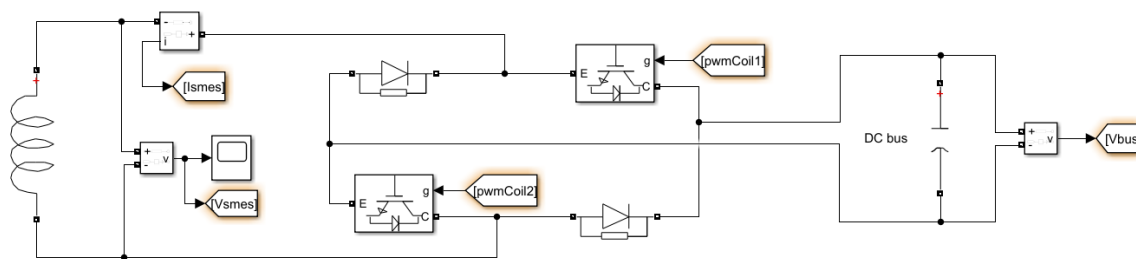 i
+
[Ismes]
+
v
[Vsmes]
E
g
C
[pwmCoil1]
E
g
C
[pwmCoil2]
DC bus
+
v
[Vbus